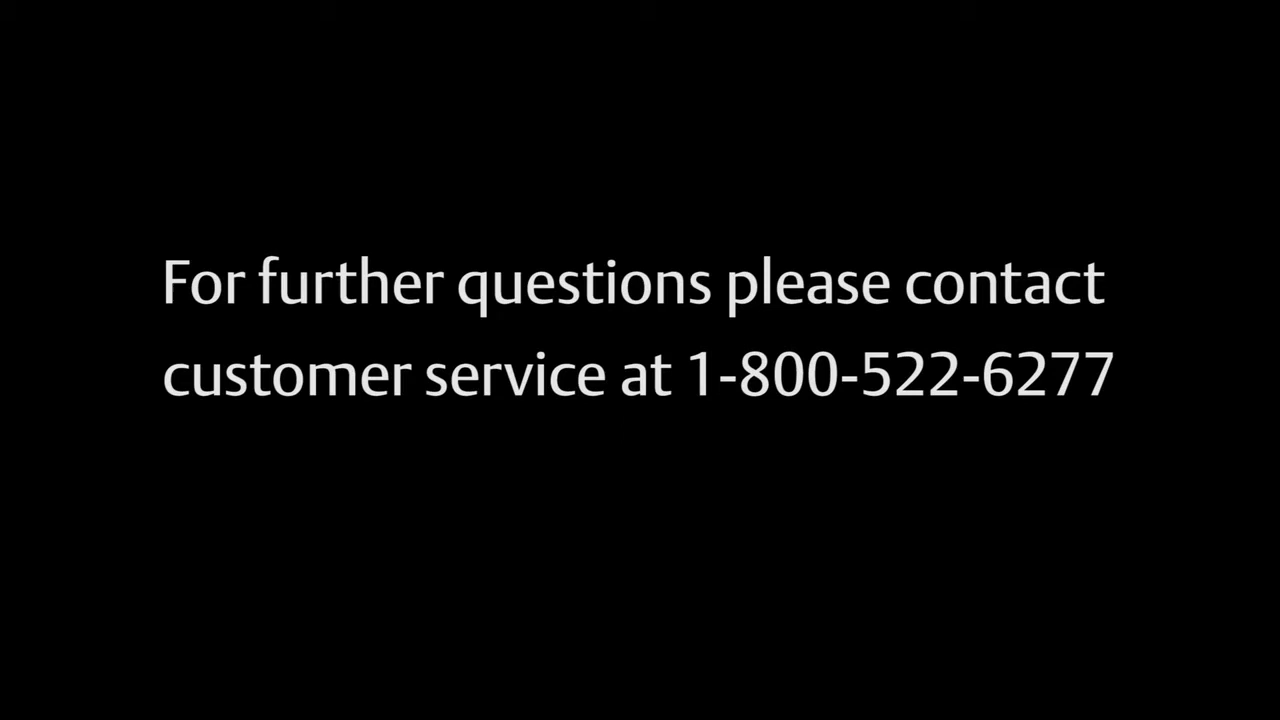 For further questions please contact
customer service at 1-800-522-6277